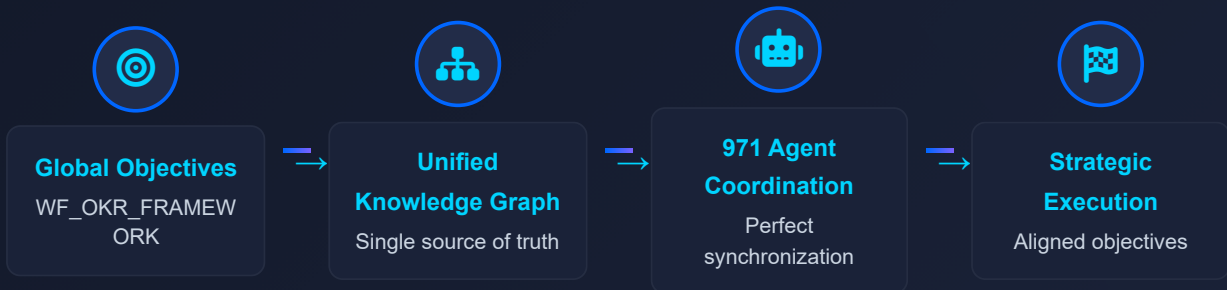 Global Objectives
WF_OKR_FRAMEW
ORK
Unified
Knowledge Graph
Single source of truth
971 Agent
Coordination
Perfect
synchronization
Strategic
Execution
Aligned objectives